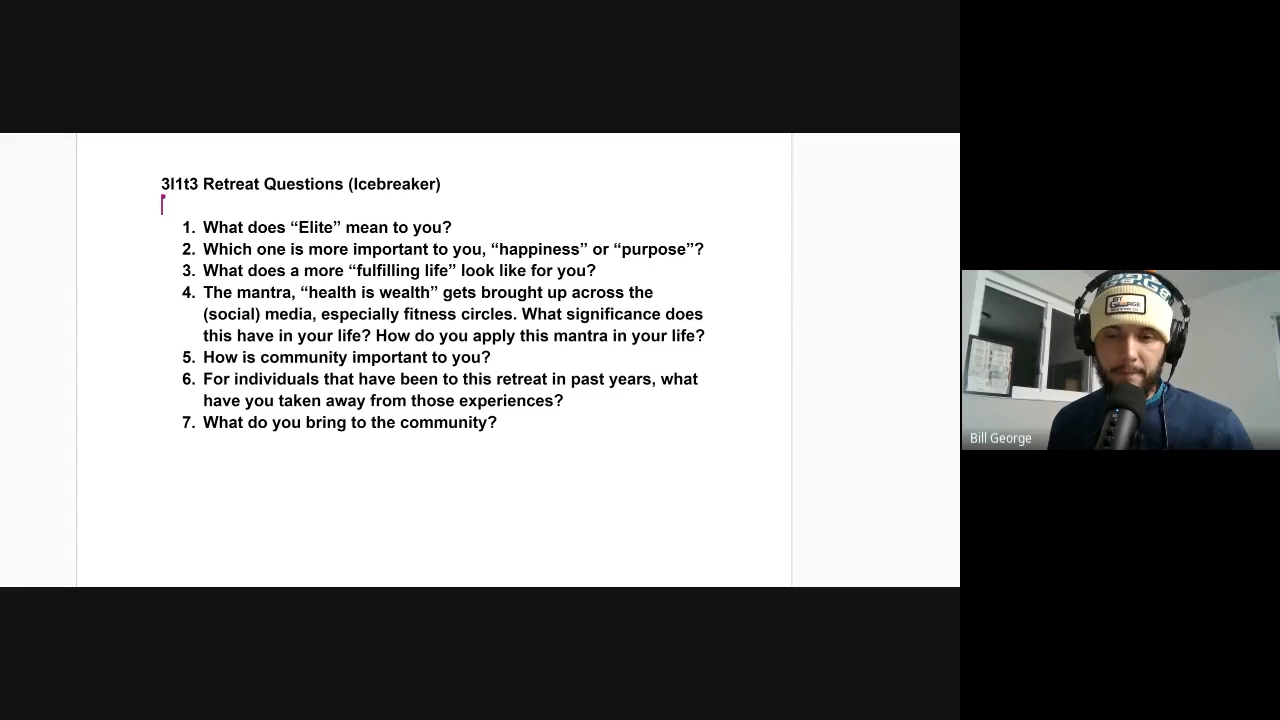 3l1t3 Retreat Questions (Icebreaker)
1. What does “Elite” mean to you?
2. Which one is more important to you, “happiness” or “purpose”?
3. What does a more “fulfilling life” look like for you?
4. The mantra, “health is wealth” gets brought up across the
(social) media, especially fitness circles. What significance does
this have in your life? How do you apply this mantra in your life?
5. How is community important to you?
6. For individuals that have been to this retreat in past years, what
have you taken away from those experiences?
7. What do you bring to the community?
BY
GEORGE
Bill George